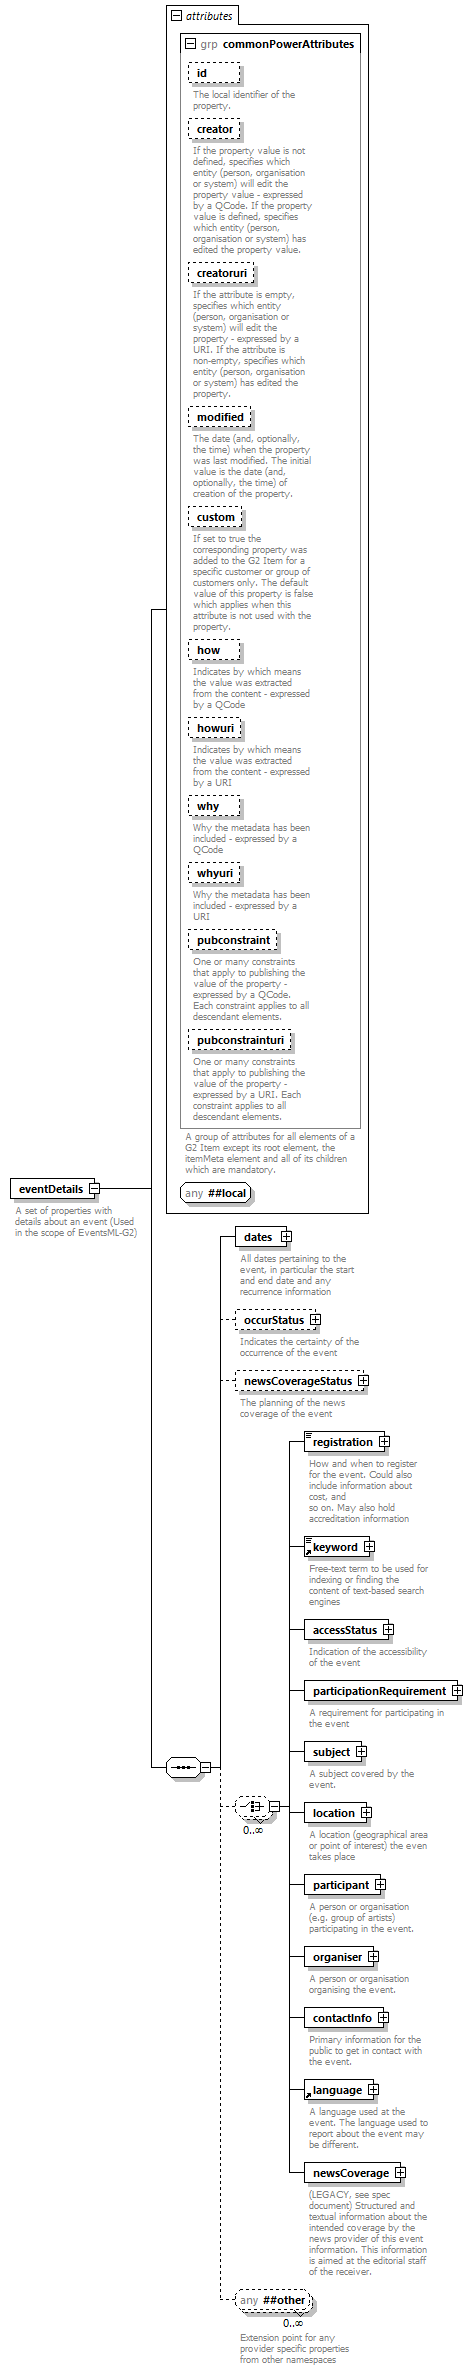 attributes
grp commonPowerAttributes
id
The local identifier of the
property.
creator
If the property value is not
defined, specifies which
entity (person, organisation
or system) will edit the
property value - expressed
by a QCode. If the property
value is defined, specifies
which entity (person,
organisation or system) has
edited the property value.
creatoruri
If the attribute is empty,
specifies which entity
(person, organisation or
system) will edit the
property - expressed by a
URI. If the attribute is
non-empty, specifies which
entity (person, organisation
or system) has edited the
property.
modified
The date (and, optionally,
the time) when the property
was last modified. The initial
value is the date (and,
optionally, the time) of
creation of the property.
custom
If set to true the
corresponding property was
added to the G2 Item for a
specific customer or group of
customers only. The default
value of this property is false
which applies when this
attribute is not used with the
property.
how
Indicates by which means
the value was extracted
from the content - expressed
by a QCode
howuri
Indicates by which means
the value was extracted
from the content - expressed
by a URI
why
Why the metadata has been
included - expressed by a
QCode
whyuri
Why the metadata has been
included - expressed by a
URI
pubconstraint
One or many constraints
that apply to publishing the
value of the property -
expressed by a QCode.
Each constraint applies to all
descendant elements.
pubconstrainturi
One or many constraints
that apply to publishing the
value of the property -
expressed by a URI. Each
constraint applies to all
descendant elements.
A group of attributes for all elements of a
G2 Item except its root element, the
itemMeta element and all of its children
which are mandatory.
any ##local
eventDetails
A set of properties with
details about an event (Used
in the scope of EventsML-G2)
dates
All dates pertaining to the
event, in particular the start
and end date and any
recurrence information
occurStatus
Indicates the certainty of the
occurrence of the event
newsCoverageStatus
The planning of the news
coverage of the event
registration
How and when to register
for the event. Could also
include information about
cost, and
so on. May also hold
accreditation information
keyword
Free-text term to be used for
indexing or finding the
content of text-based search
engines
accessStatus
Indication of the accessibility
of the event
participationRequirement
A requirement for participating in
the event
subject
A subject covered by the
event.
0..∞
location
A location (geographical area
or point of interest) the even
takes place
participant
A person or organisation
(e.g. group of artists)
participating in the event.
organiser
A person or organisation
organising the event.
contactInfo
Primary information for the
public to get in contact with
the event.
language
A language used at the
event. The language used to
report about the event may
be different.
newsCoverage
(LEGACY, see spec
document) Structured and
textual information about the
intended coverage by the
news provider of this event
information. This information
is aimed at the editorial staff
of the receiver.
any ##other
0..∞
Extension point for any
provider specific properties
from other namespaces